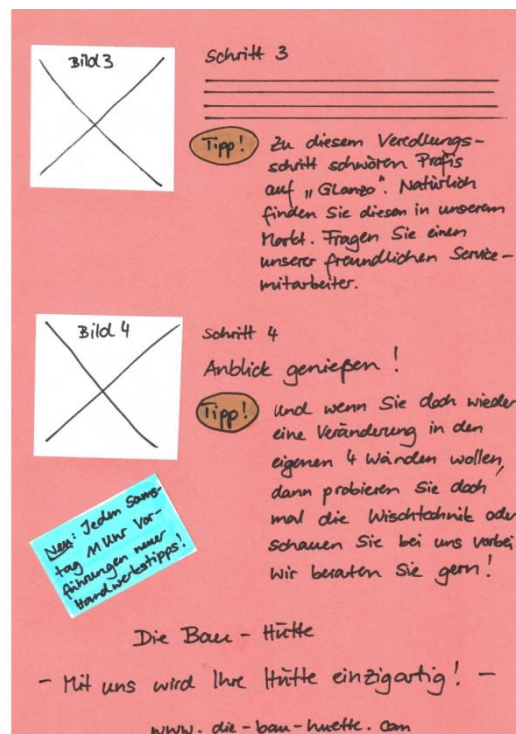 Bild 3
Schritt 3
Tipp!
Zu diesem Veredlungs-
schritt schwören Profis
auf „Glanzo“. Natürlich
finden Sie diesen in unserem
Markt. Fragen Sie einen
unserer freundlichen Service-
mitarbeiter.
Bild 4
Schritt 4
Anblick genießen!
Tipp!
Und wenn Sie doch wieder
eine Veränderung in den
eigenen 4 Wänden wollen,
dann probieren Sie doch
mal die Wischtechnik oder
schauen Sie bei uns vorbei
Wir beraten Sie gern!
Neu: Jeden Sams-
tag 11 Uhr Vor-
führungen neuer
Handwerkstipps!
Die Bau-Hütte
- Mit uns wird Ihre Hütte einzigartig! -
www.die-bau-huette.com